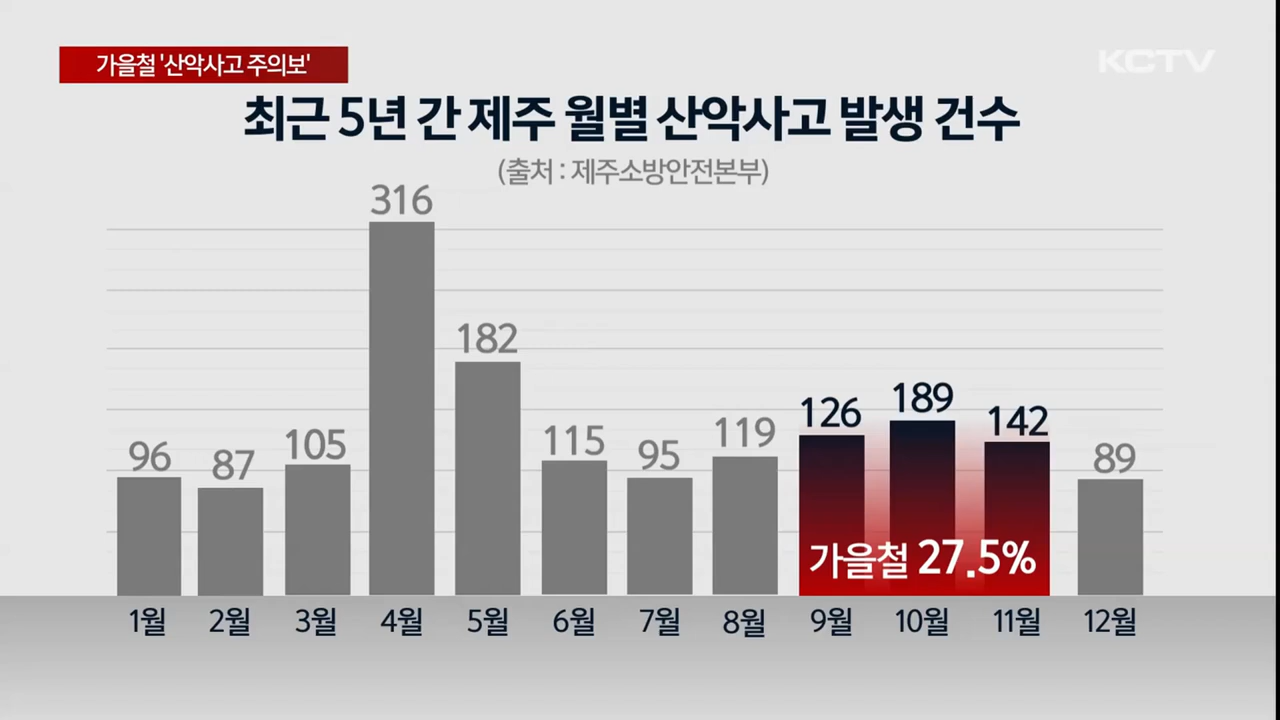 가을철 '산악사고 주의보'
KCTV
최근 5년 간 제주 월별 산악사고 발생 건수
(출처 : 제주소방안전본부)
96 87 105 316 182 115 95 119 126 189 142 89
가을철 27.5%
1월 2월 3월 4월 5월 6월 7월 8월 9월 10월 11월 12월